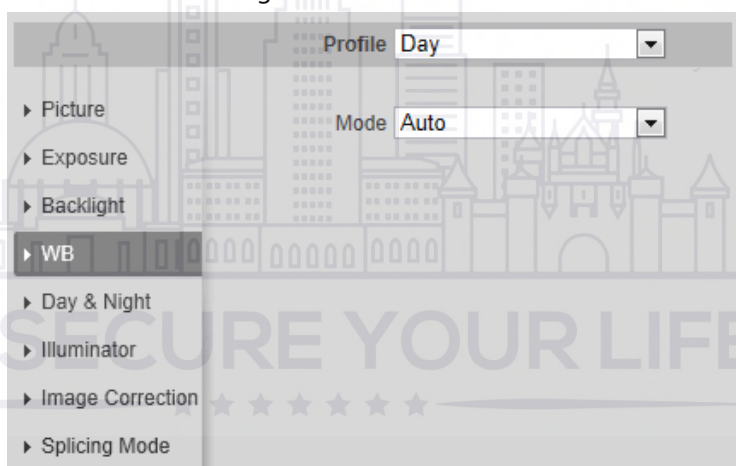 Profile Day
Picture
Mode Auto
Exposure
Backlight
WB
Day & Night
SECURE YOUR LIFE
Illuminator
Image Correction
Splicing Mode